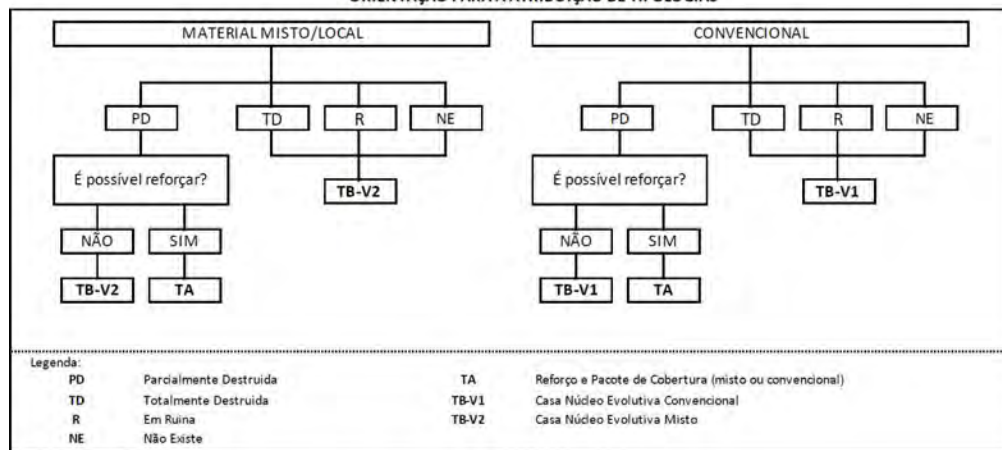 MATERIAL MISTO/LOCAL
CONVENCIONAL
PD TD R NE
PD TD R NE
É possível reforçar?
TB-V2
É possível reforçar?
TB-V1
NÃO SIM
NÃO SIM
TB-V2 TA
TB-V1 TA
Legenda:
PD Parcialmente Destruida TA Reforço e Pacote de Cobertura (misto ou convencional)
TD Totalmente Destruida TB-V1 Casa Núcleo Evolutiva Convencional
R Em Ruina TB-V2 Casa Núcleo Evolutiva Misto
NE Não Existe